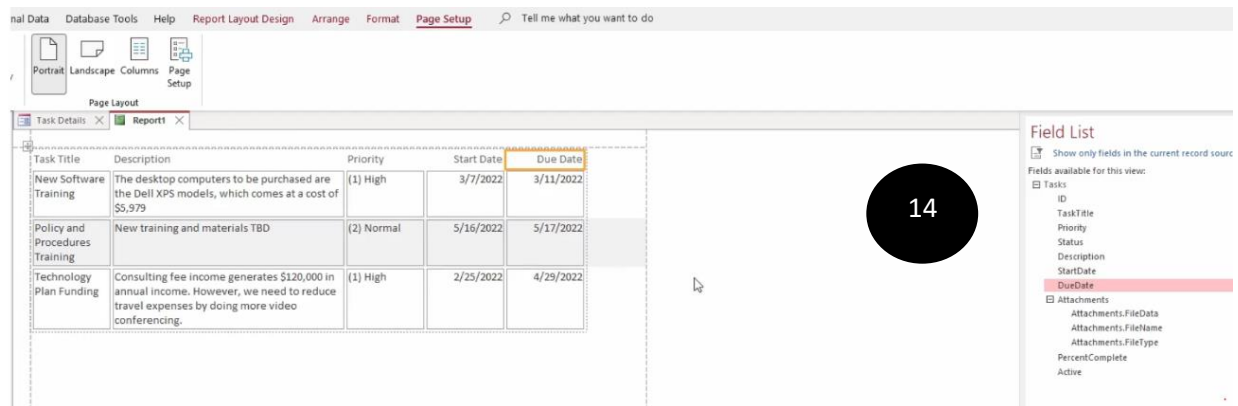 nal Data Database Tools Help Report Layout Design Arrange Format Page Setup Tell me what you want to do
Portrait Landscape Columns Page Setup
Page Layout
Task Details Report1
Task Title Description Priority Start Date Due Date
New Software The desktop computers to be purchased are (1) High 3/7/2022 3/11/2022
Training the Dell XPS models, which comes at a cost of
$5,979
Policy and New training and materials TBD (2) Normal 5/16/2022 5/17/2022
Procedures
Training
Technology Consulting fee income generates $120,000 in (1) High 2/25/2022 4/29/2022
Plan Funding annual income. However, we need to reduce
travel expenses by doing more video
conferencing.
14
Field List
Show only fields in the current record sourc
Fields available for this view:
Tasks
ID
TaskTitle
Priority
Status
Description
StartDate
DueDate
Attachments
Attachments.FileData
Attachments.FileName
Attachments.FileType
PercentComplete
Active